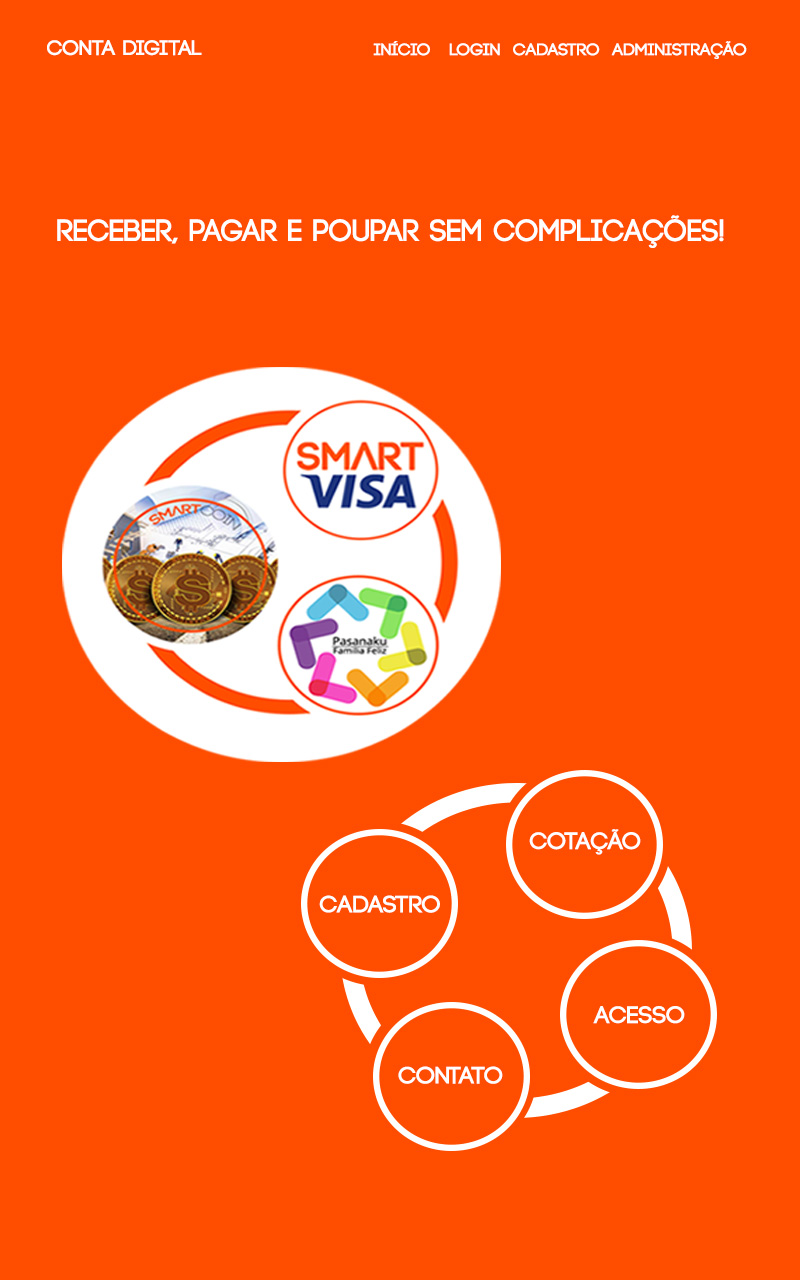 CONTA DIGITAL
INÍCIO LOGIN CADASTRO ADMINISTRAÇÃO
RECEBER, PAGAR E POUPAR SEM COMPLICAÇÕES!
SMART
VISA
SMARTCOIN
Pasanaku
Família Feliz
COTAÇÃO
CADASTRO
ACESSO
CONTATO